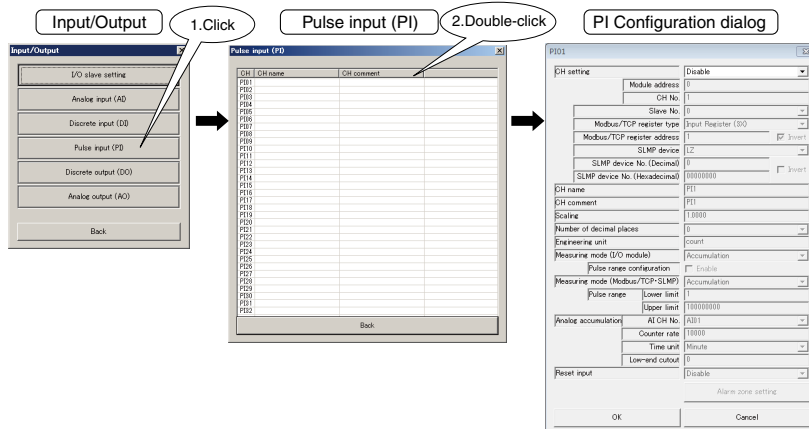 Input/Output
1.Click
Pulse input (PI)
2.Double-click
PI Configuration dialog
Input/Output
I/O slave setting
Analog input (AI)
Discrete input (DI)
Pulse input (PI)
Discrete output (DO)
Analog output (AO)
Back
Pulse input (PI)
CH CH name CH comment
PI01
PI02
PI03
PI04
PI05
PI06
PI07
PI08
PI09
PI10
PI11
PI12
PI13
PI14
PI15
PI16
PI17
PI18
PI19
PI20
PI21
PI22
PI23
PI24
PI25
PI26
PI27
PI28
PI29
PI30
PI31
PI32
Back
PI01
CH setting Disable
Module address 0
CH No. 1
Slave No. 0
Modbus/TCP register type Input Register (3X)
Modbus/TCP register address 1 Invert
SLMP device LZ
SLMP device No. (Decimal) 0 Invert
SLMP device No. (Hexadecimal) 00000000
CH name PI1
CH comment PI1
Scaling 1.0000
Number of decimal places 0
Engineering unit count
Measuring mode (I/O module) Accumulation
Pulse range configuration Enable
Measuring mode (Modbus/TCP･SLMP) Accumulation
Pulse range Lower limit 1
Upper limit 100000000
Analog accumulation AI CH No. AI01
Counter rate 10000
Time unit Minute
Low-end cutout 0
Reset input Disable
Alarm zone setting
OK Cancel